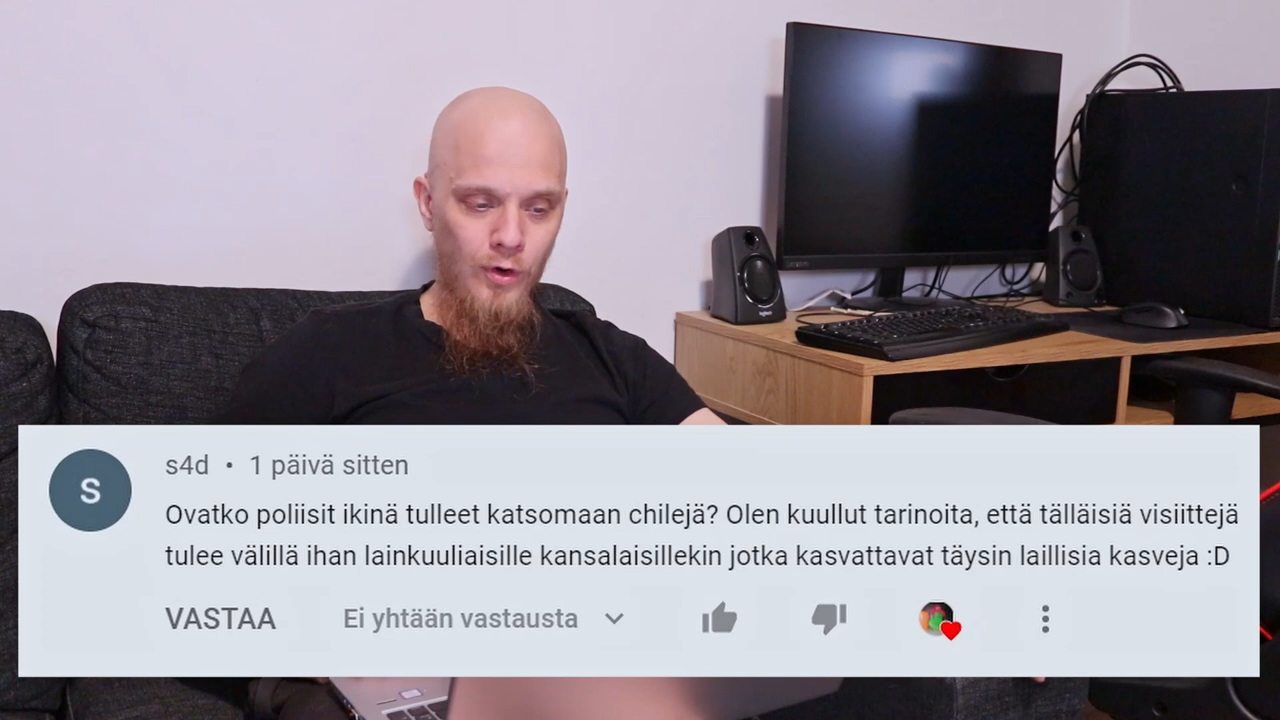 s4d • 1 päivä sitten
S
Ovatko poliisit ikinä tulleet katsomaan chilejä? Olen kuullut tarinoita, että tälläisiä visiittejä
tulee välillä ihan lainkuuliaisille kansalaisillekin jotka kasvattavat täysin laillisia kasveja :D
VASTAA Ei yhtään vastausta